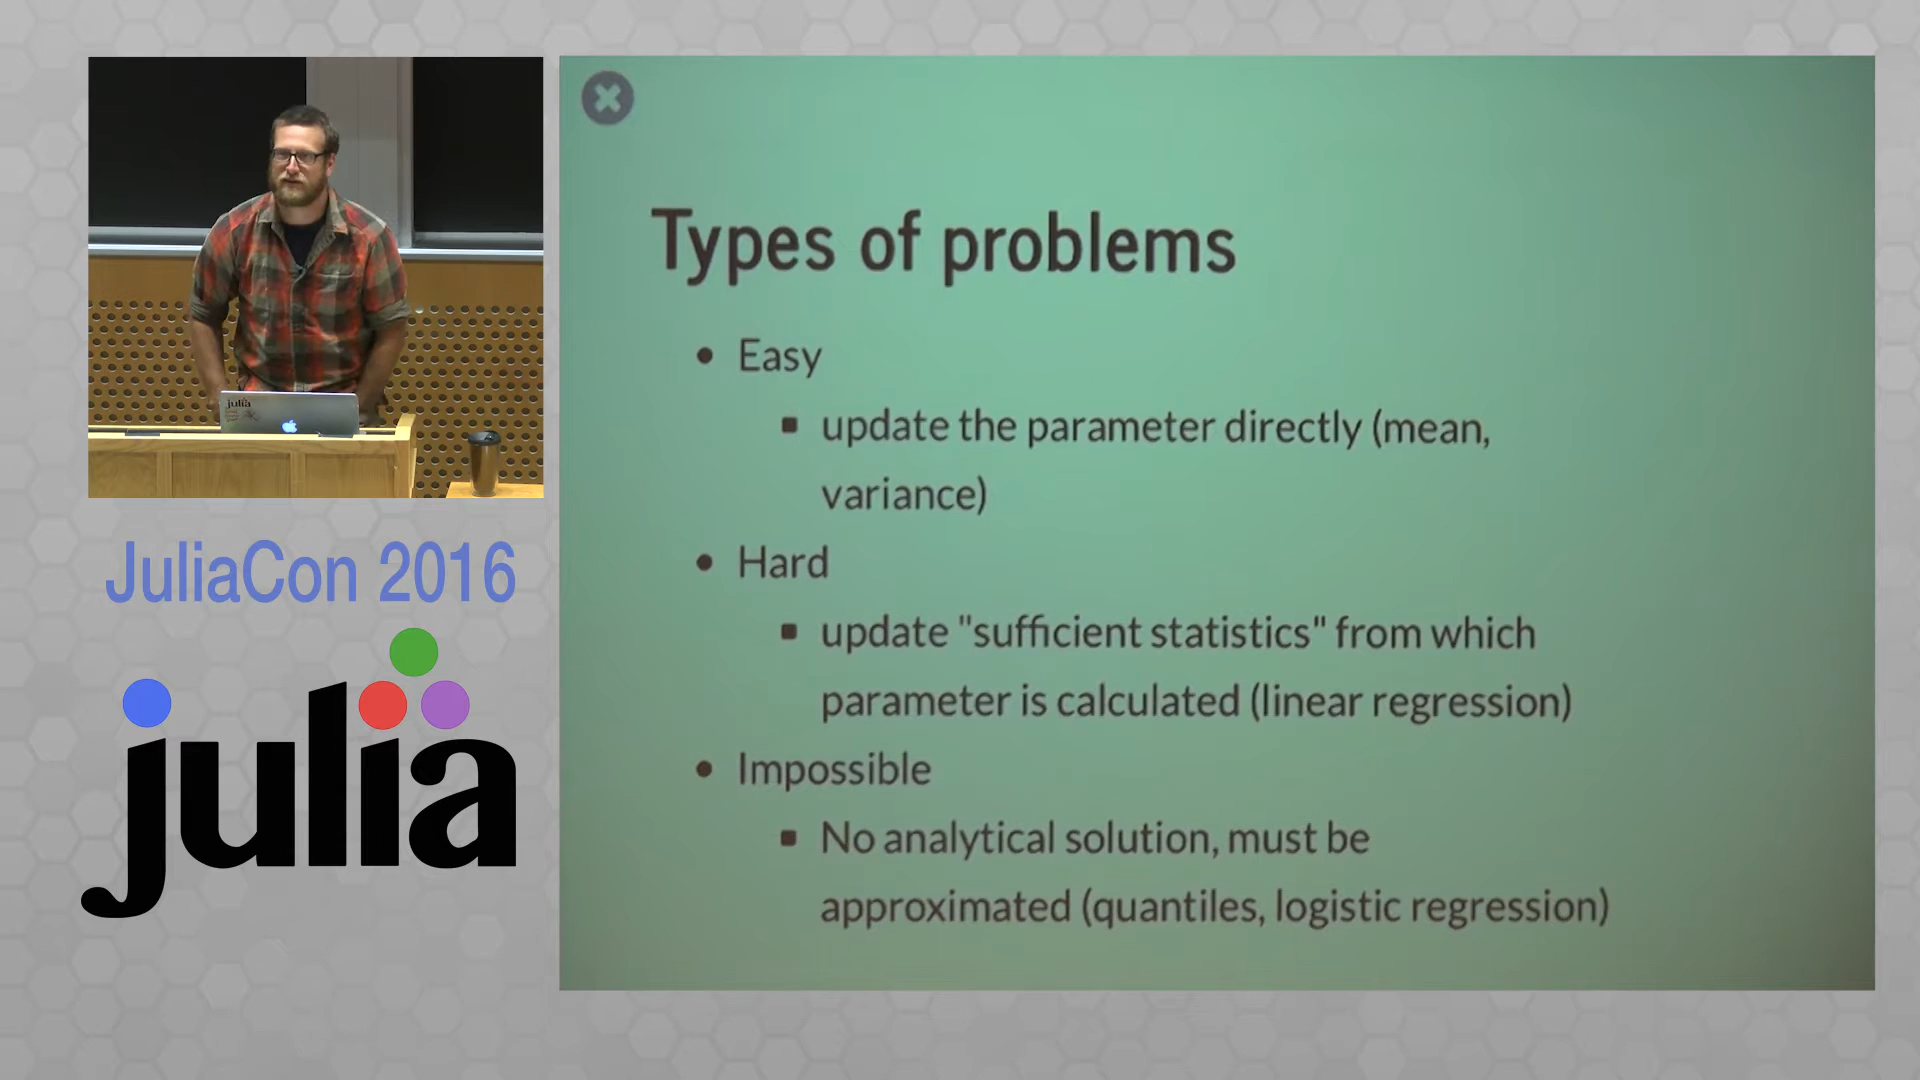 julia
JuliaCon 2016
julia
Types of problems
• Easy
▪ update the parameter directly (mean,
variance)
• Hard
▪ update "sufficient statistics" from which
parameter is calculated (linear regression)
• Impossible
▪ No analytical solution, must be
approximated (quantiles, logistic regression)